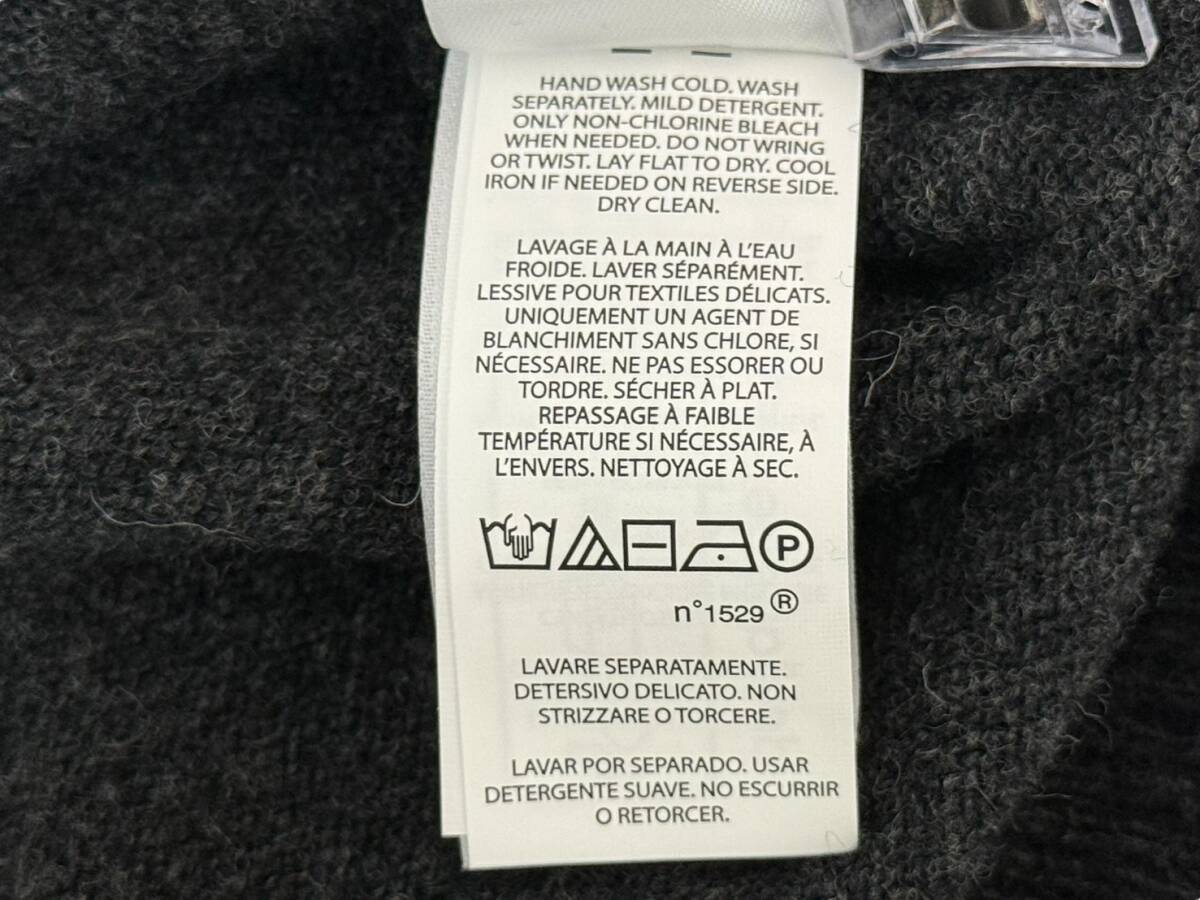 HAND WASH COLD. WASH
SEPARATELY. MILD DETERGENT.
ONLY NON-CHLORINE BLEACH
WHEN NEEDED. DO NOT WRING
OR TWIST. LAY FLAT TO DRY. COOL
IRON IF NEEDED ON REVERSE SIDE.
DRY CLEAN.
LAVAGE À LA MAIN À L'EAU
FROIDE. LAVER SÉPARÉMENT.
LESSIVE POUR TEXTILES DÉLICATS.
UNIQUEMENT UN AGENT DE
BLANCHIMENT SANS CHLORE, SI
NÉCESSAIRE. NE PAS ESSORER OU
TORDRE. SÉCHER À PLAT.
REPASSAGE À FAIBLE
TEMPÉRATURE SI NÉCESSAIRE, À
L'ENVERS. NETTOYAGE À SEC.
P
n°1529 ®
LAVARE SEPARATAMENTE.
DETERSIVO DELICATO. NON
STRIZZARE O TORCERE.
LAVAR POR SEPARADO. USAR
DETERGENTE SUAVE. NO ESCURRIR
O RETORCER.